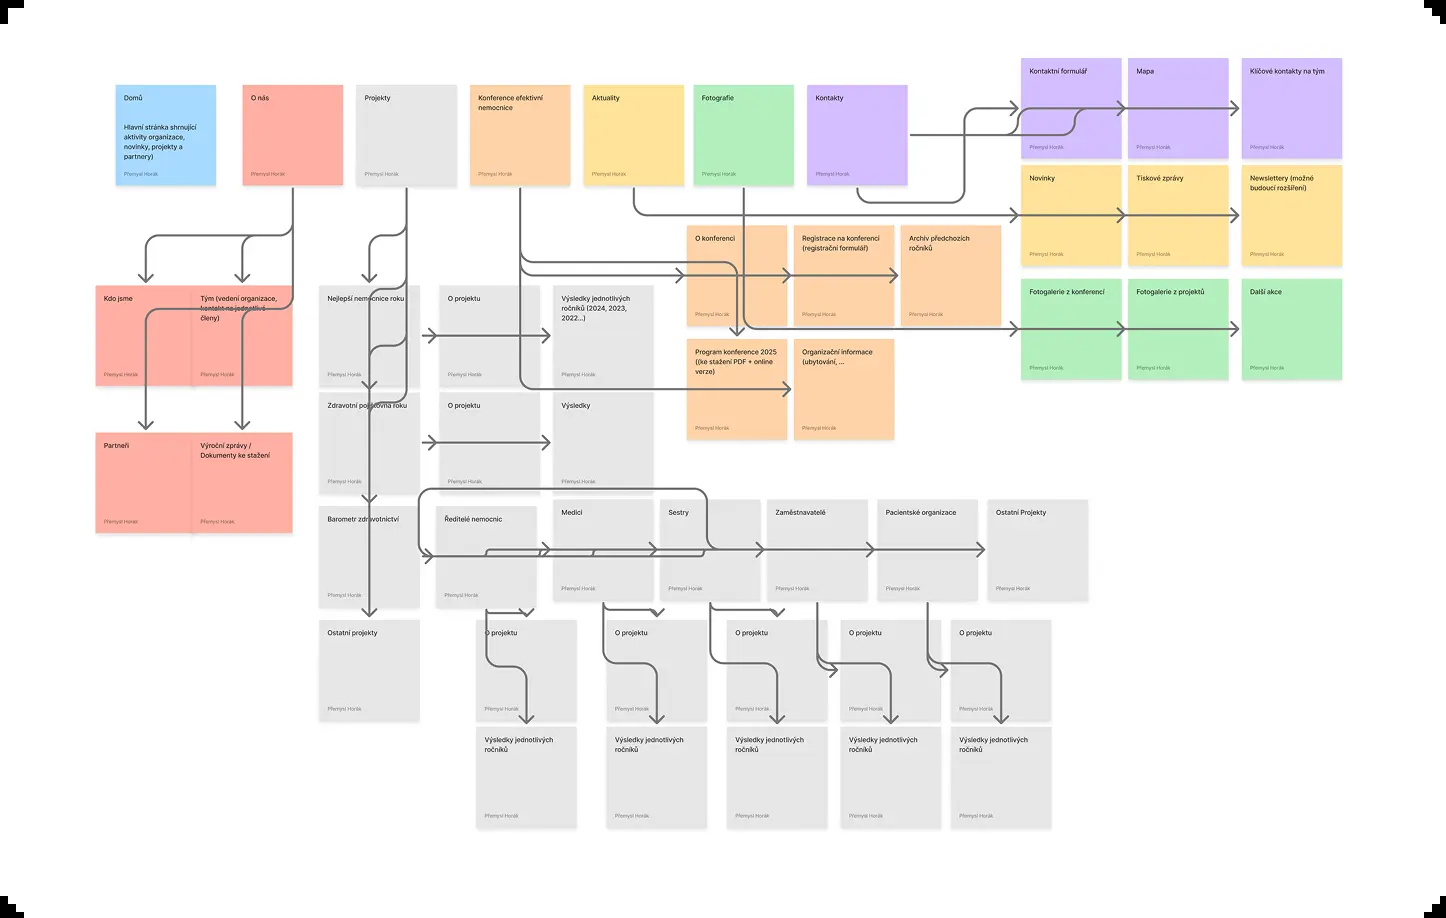 Domů
Hlavní stránka shrnující
aktivity organizace,
novinky, projekty a
partnery)
Přemysl Horák
O nás
Přemysl Horák
Projekty
Přemysl Horák
Konference efektivní
nemocnice
Přemysl Horák
Aktuality
Přemysl Horák
Fotografie
Přemysl Horák
Kontakty
Přemysl Horák
Kontaktní formulář
Přemysl Horák
Mapa
Přemysl Horák
Klíčové kontakty na tým
Přemysl Horák
Novinky
Přemysl Horák
Tiskové zprávy
Přemysl Horák
Newslettery (možné
budoucí rozšíření)
Přemysl Horák
O konferenci
Přemysl Horák
Registrace na konferenci
(registrační formulář)
Přemysl Horák
Archiv předchozích
ročníků
Přemysl Horák
Fotogalerie z konferencí
Přemysl Horák
Fotogalerie z projektů
Přemysl Horák
Další akce
Přemysl Horák
Kdo jsme
Přemysl Horák
Tým (vedení organizace,
kontakt na jednotlivé
členy)
Přemysl Horák
Nejlepší nemocnice roku
Přemysl Horák
O projektu
Přemysl Horák
Výsledky jednotlivých
ročníků (2024, 2023,
2022...)
Přemysl Horák
Program konference 2025
((ke stažení PDF + online
verze)
Přemysl Horák
Organizační informace
(ubytování, ...
Přemysl Horák
Zdravotní pojišťovna roku
Přemysl Horák
O projektu
Přemysl Horák
Výsledky
Přemysl Horák
Partneři
Přemysl Horák
Výroční zprávy /
Dokumenty ke stažení
Přemysl Horák
Barometr zdravotnictví
Přemysl Horák
Ředitelé nemocnic
Přemysl Horák
Medici
Přemysl Horák
Sestry
Přemysl Horák
Zaměstnavatelé
Přemysl Horák
Pacientské organizace
Přemysl Horák
Ostatní Projekty
Přemysl Horák
Ostatní projekty
Přemysl Horák
O projektu
Přemysl Horák
O projektu
Přemysl Horák
O projektu
Přemysl Horák
O projektu
Přemysl Horák
O projektu
Přemysl Horák
Výsledky jednotlivých
ročníků
Přemysl Horák
Výsledky jednotlivých
ročníků
Přemysl Horák
Výsledky jednotlivých
ročníků
Přemysl Horák
Výsledky jednotlivých
ročníků
Přemysl Horák
Výsledky jednotlivých
ročníků
Přemysl Horák